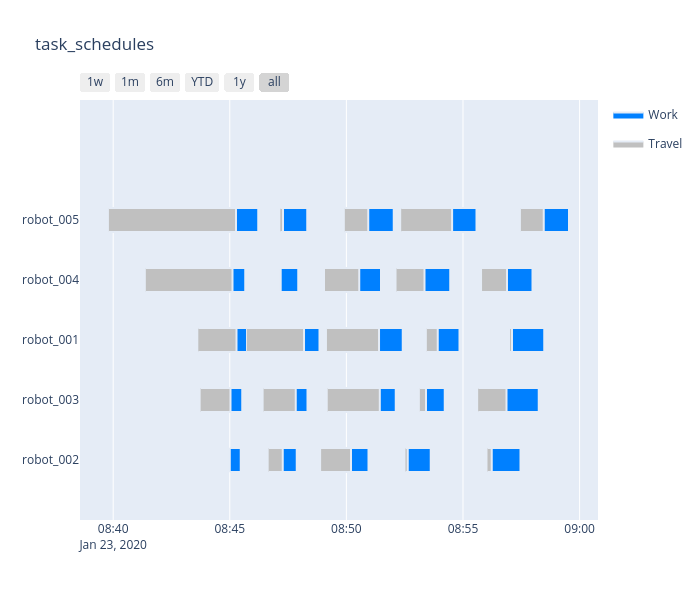 task_schedules
1w 1m 6m YTD 1y all
Work
Travel
robot_005
robot_004
robot_001
robot_003
robot_002
08:40 08:45 08:50 08:55 09:00
Jan 23, 2020